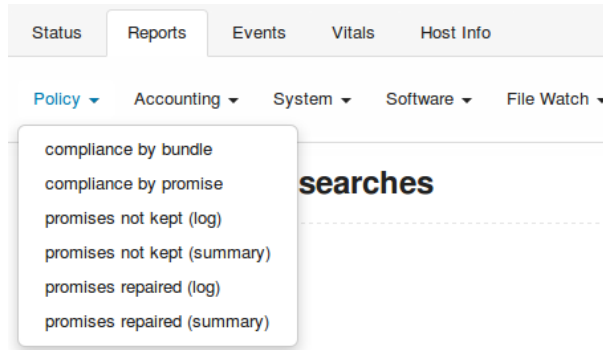 Status Reports Events Vitals Host Info
Policy Accounting System Software File Watch
compliance by bundle
compliance by promise
searches
promises not kept (log)
promises not kept (summary)
promises repaired (log)
promises repaired (summary)